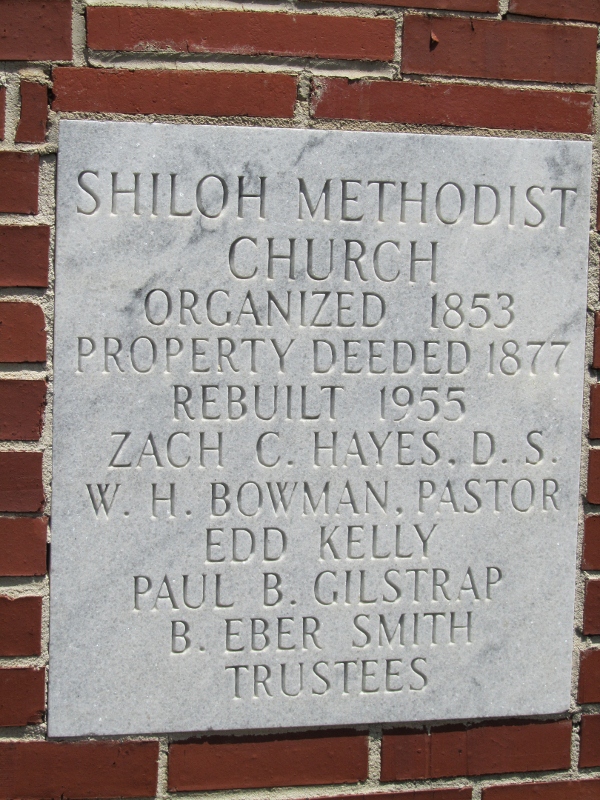 SHILOH METHODIST
CHURCH
ORGANIZED 1853
PROPERTY DEEDED 1877
REBUILT 1955
ZACH C. HAYES, D. S.
W. H. BOWMAN, PASTOR
EDD KELLY
PAUL B. GILSTRAP
B. EBER SMITH
TRUSTEES